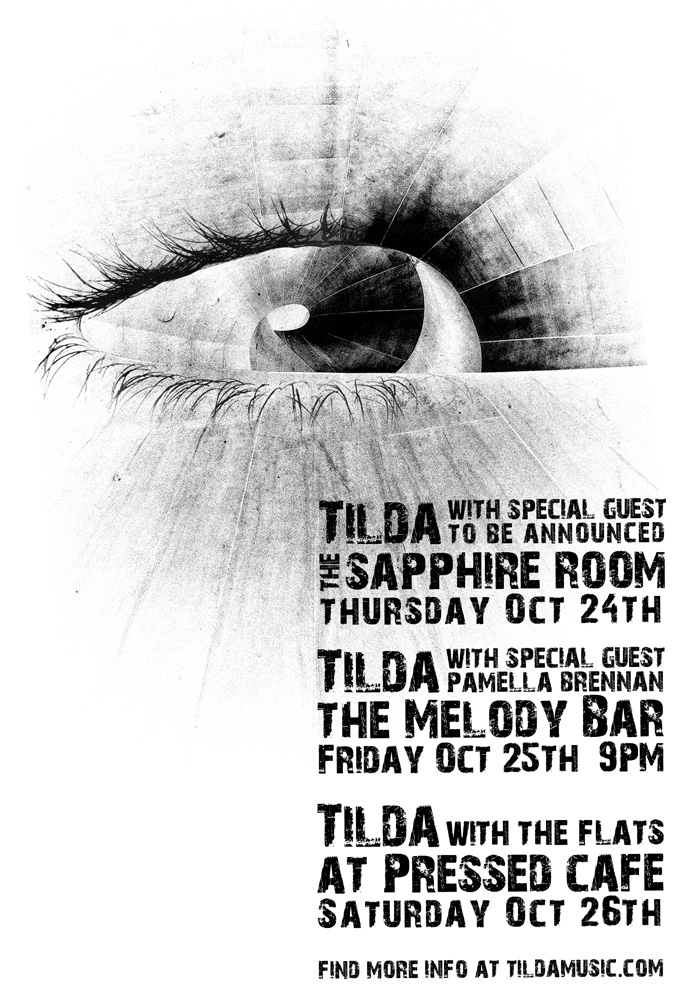 TILDA WITH SPECIAL GUEST
TO BE ANNOUNCED
THE SAPPHIRE ROOM
THURSDAY OCT 24TH
TILDA WITH SPECIAL GUEST
PAMELLA BRENNAN
THE MELODY BAR
FRIDAY OCT 25TH 9PM
TILDA WITH THE FLATS
AT PRESSED CAFE
SATURDAY OCT 26TH
FIND MORE INFO AT TILDAMUSIC.COM